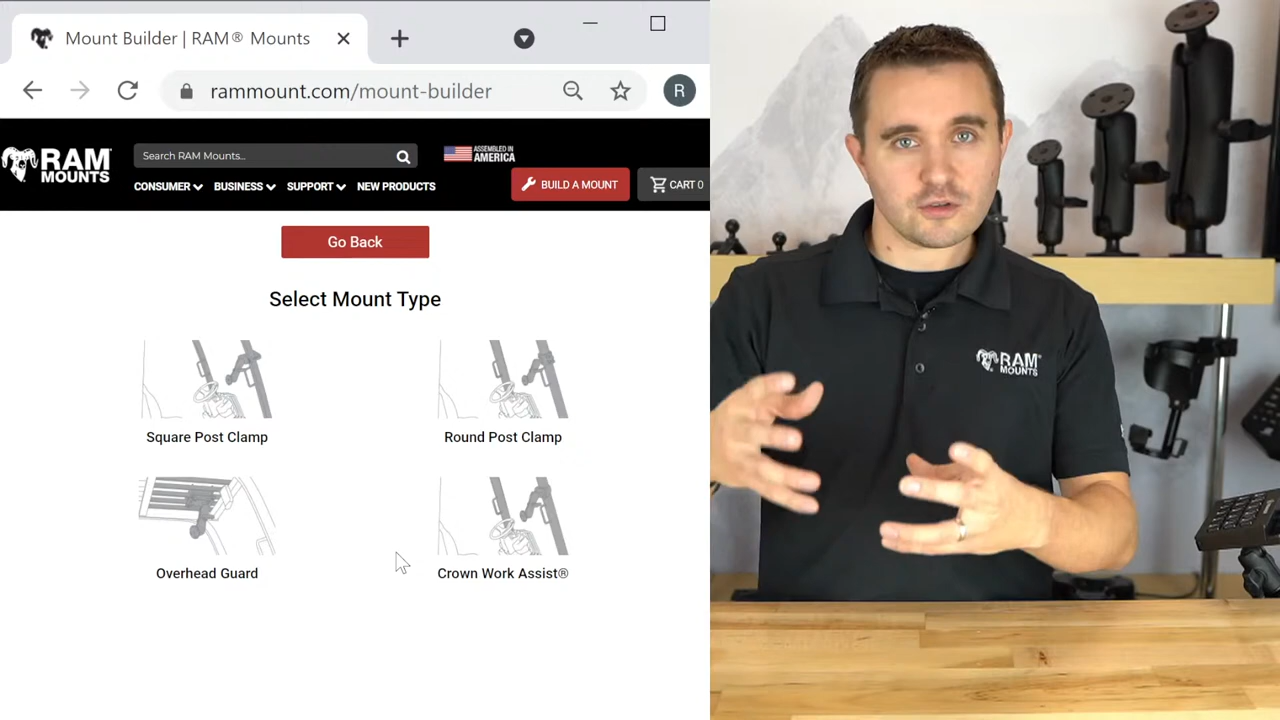 Mount Builder | RAM® Mounts
rammount.com/mount-builder
R
RAM
MOUNTS
Search RAM Mounts...
ASSEMBLED IN
AMERICA
CONSUMER BUSINESS SUPPORT NEW PRODUCTS
BUILD A MOUNT
CART 0
Go Back
Select Mount Type
Square Post Clamp
Round Post Clamp
Overhead Guard
Crown Work Assist®
RAM®
MOUNTS